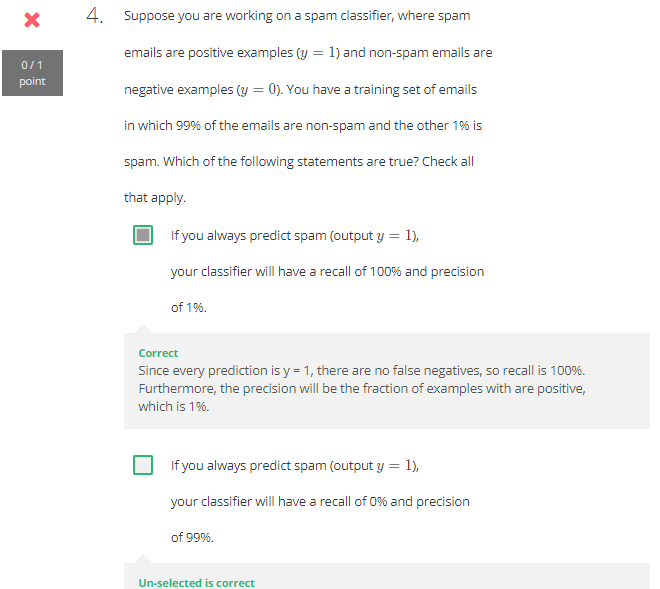 4. Suppose you are working on a spam classifier, where spam
emails are positive examples (y = 1) and non-spam emails are
0 / 1
point
negative examples (y = 0). You have a training set of emails
in which 99% of the emails are non-spam and the other 1% is
spam. Which of the following statements are true? Check all
that apply.
If you always predict spam (output y = 1),
your classifier will have a recall of 100% and precision
of 1%.
Correct
Since every prediction is y = 1, there are no false negatives, so recall is 100%.
Furthermore, the precision will be the fraction of examples with are positive,
which is 1%.
If you always predict spam (output y = 1),
your classifier will have a recall of 0% and precision
of 99%.
Un-selected is correct